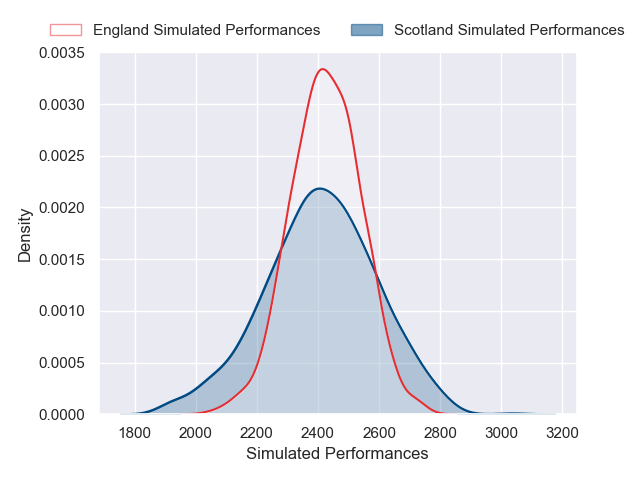 England Simulated Performances
Scotland Simulated Performances
0.0035
0.0030
0.0025
0.0020
0.0015
0.0010
0.0005
0.0000
Density
1800 2000 2200 2400 2600 2800 3000 3200
Simulated Performances